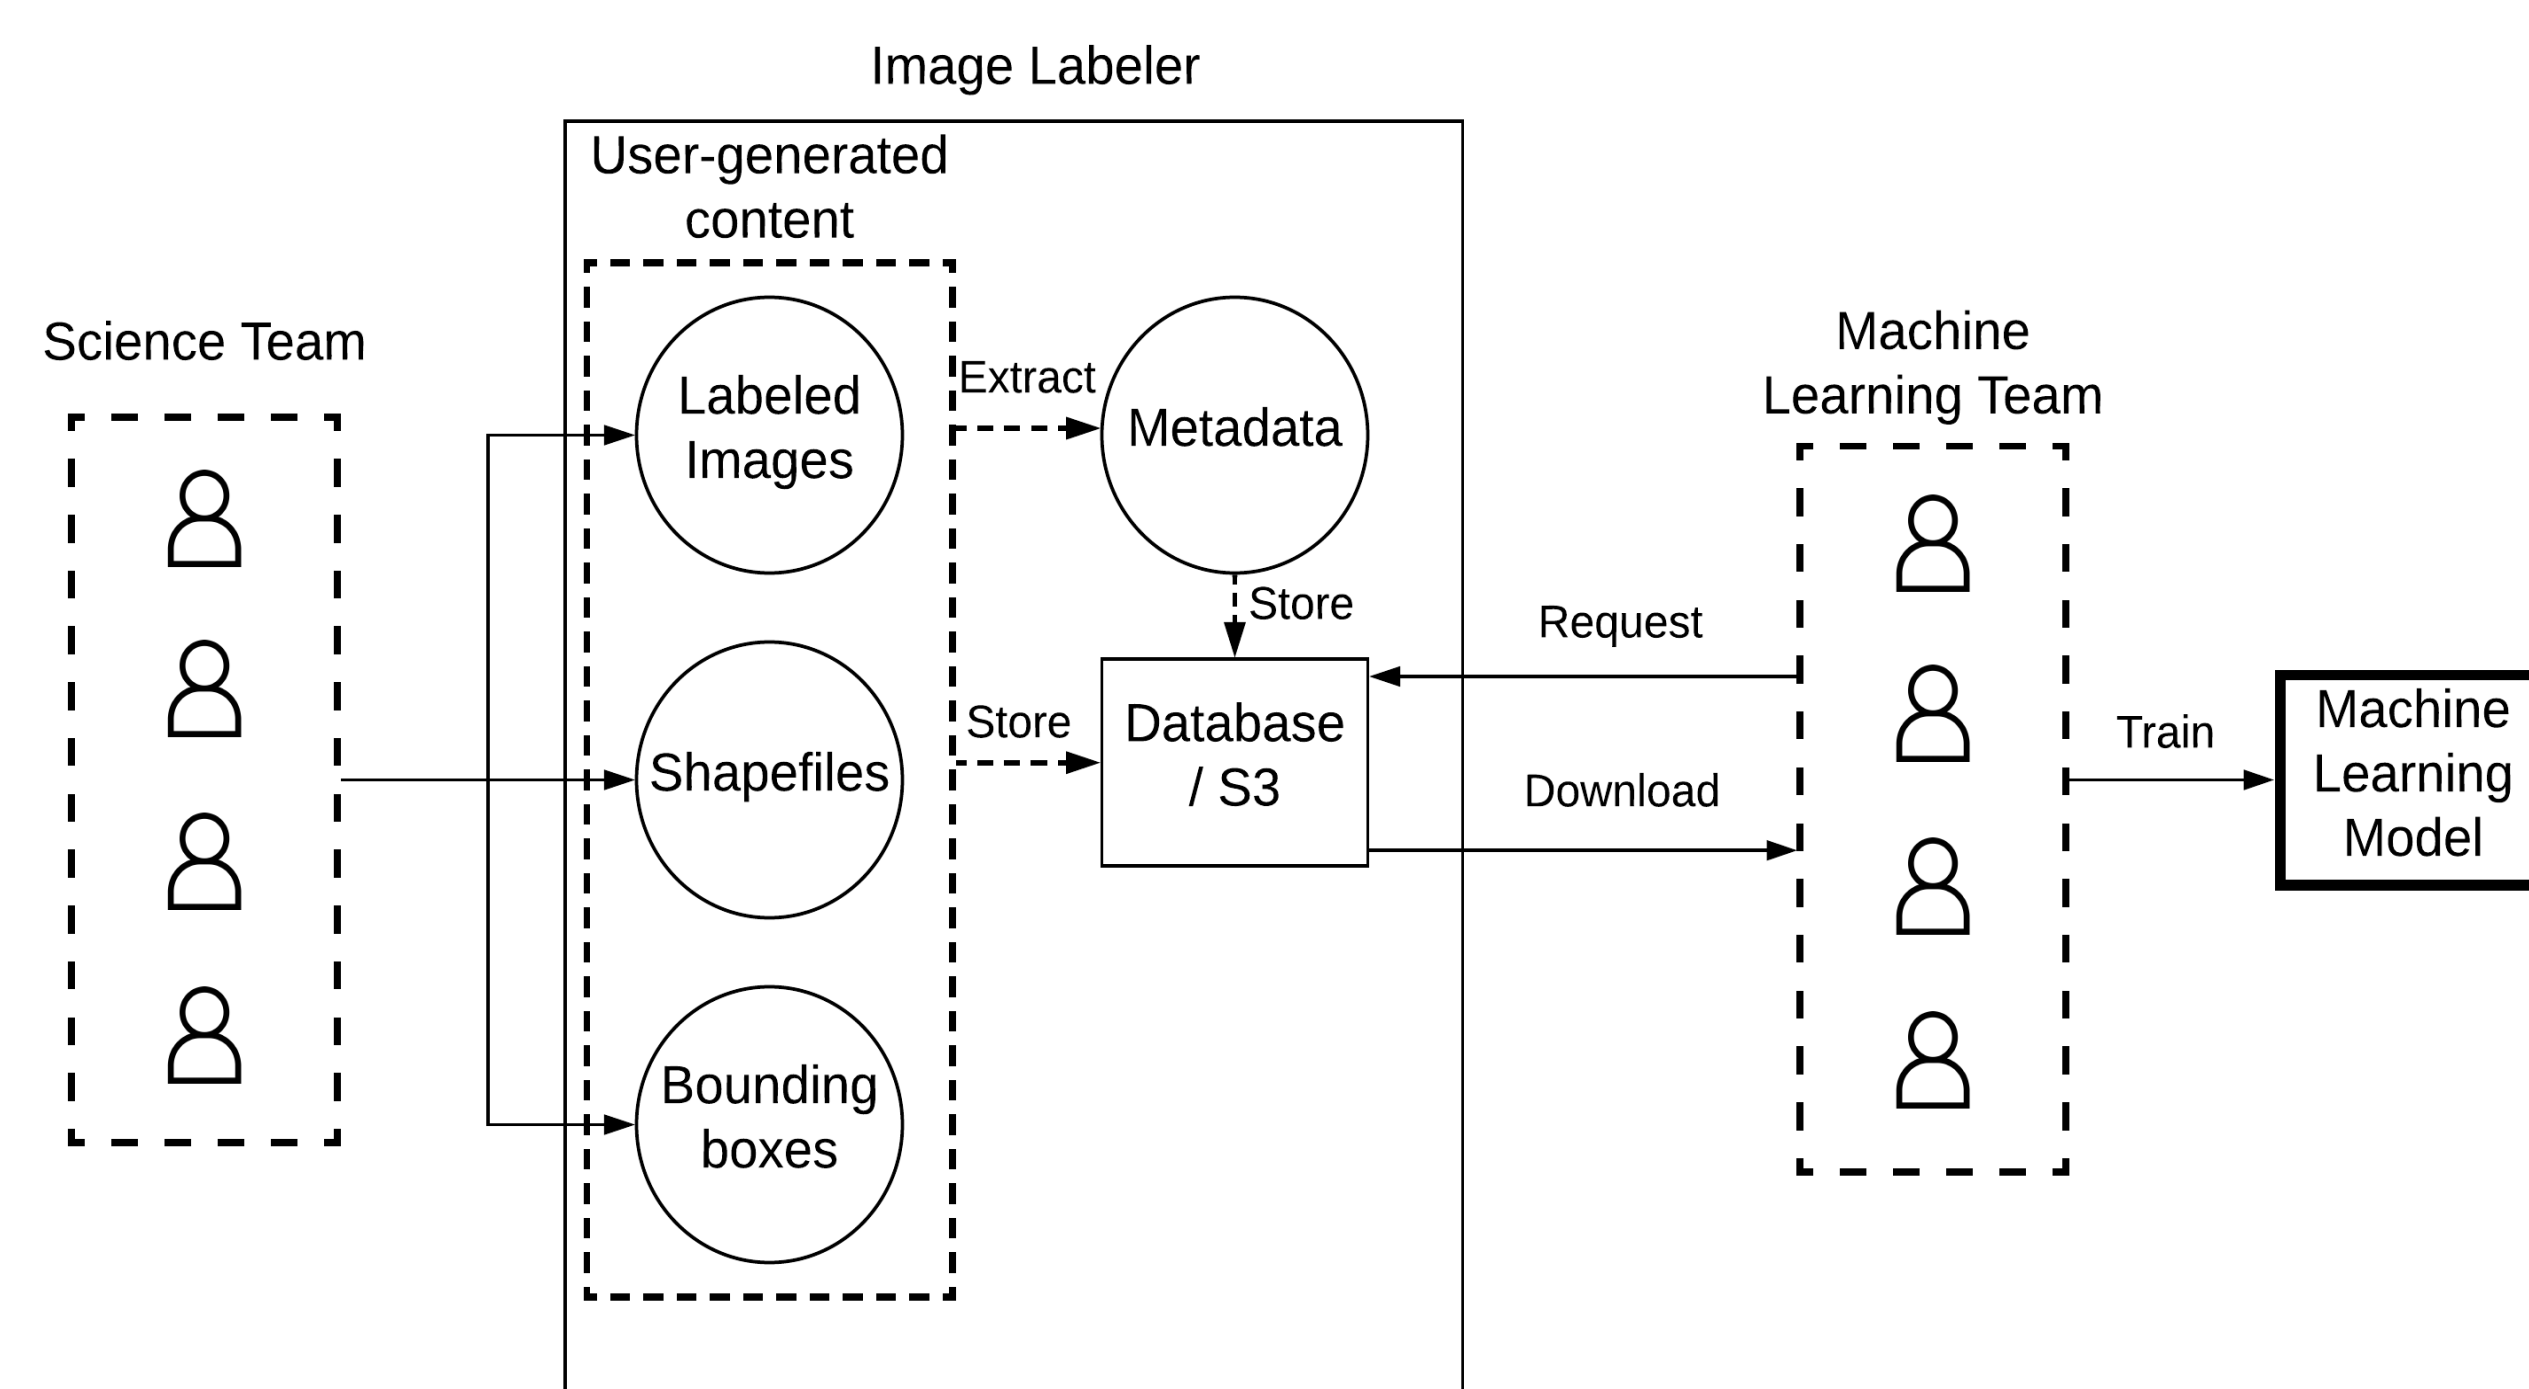 Image Labeler
User-generated
content
Science Team
Labeled
Images
Extract
Metadata
Machine
Learning Team
Store
Request
Shapefiles
Store
Database
/ S3
Download
Train
Machine
Learning
Model
Bounding
boxes